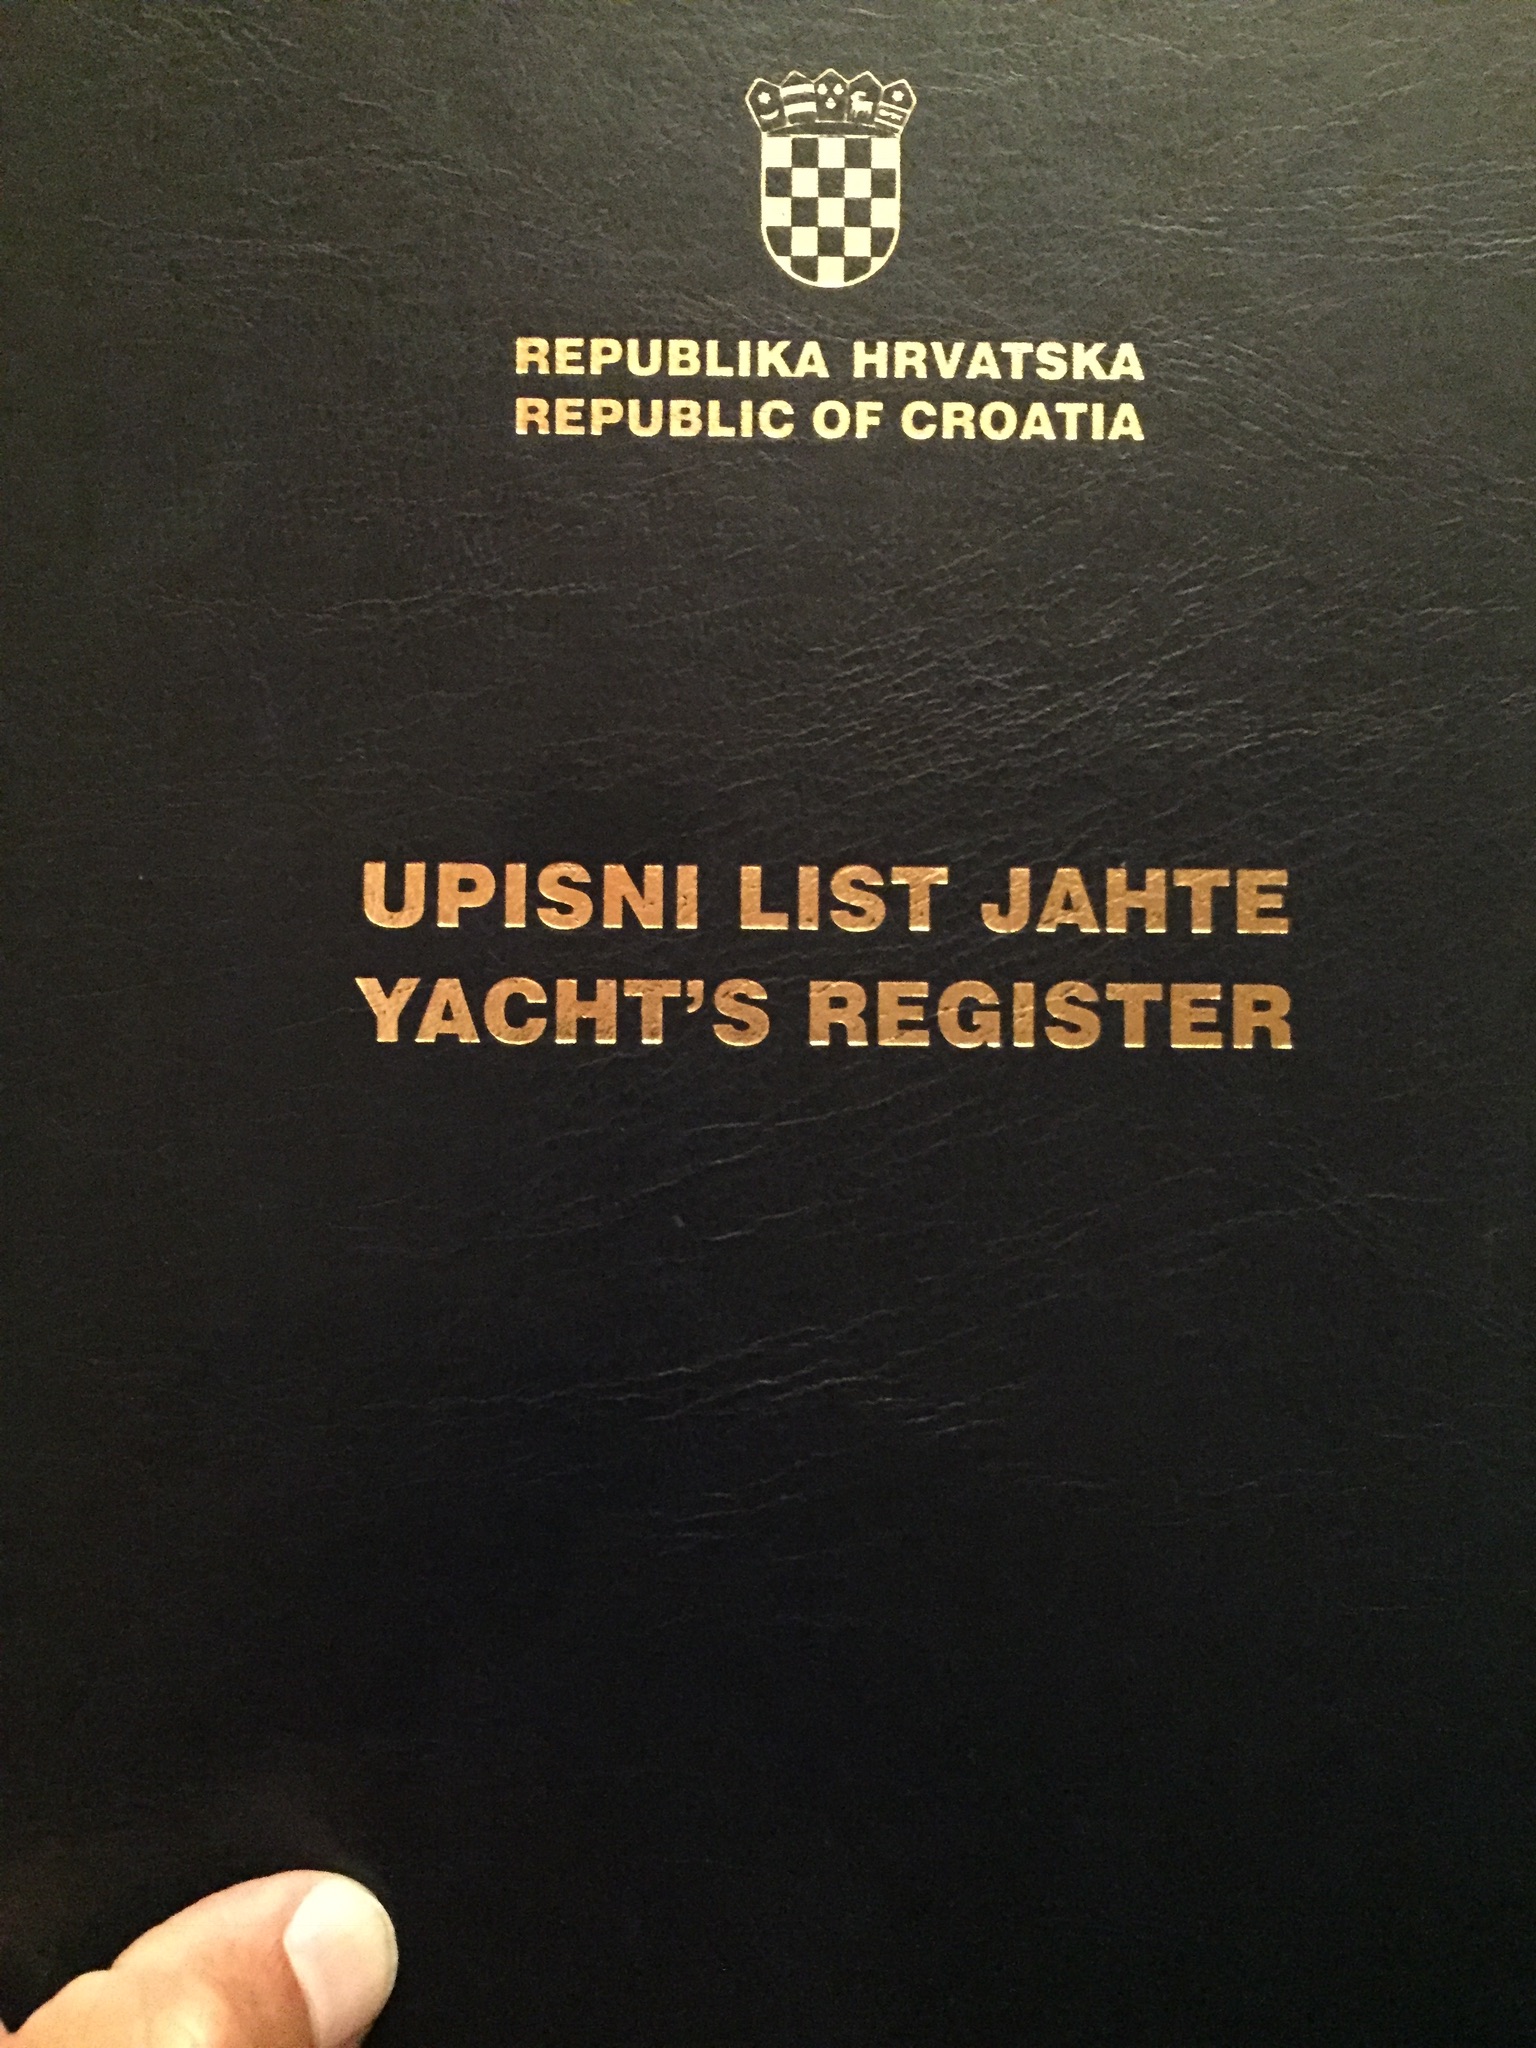 REPUBLIKA HRVATSKA
REPUBLIC OF CROATIA
UPISNI LIST JAHTE
YACHT'S REGISTER